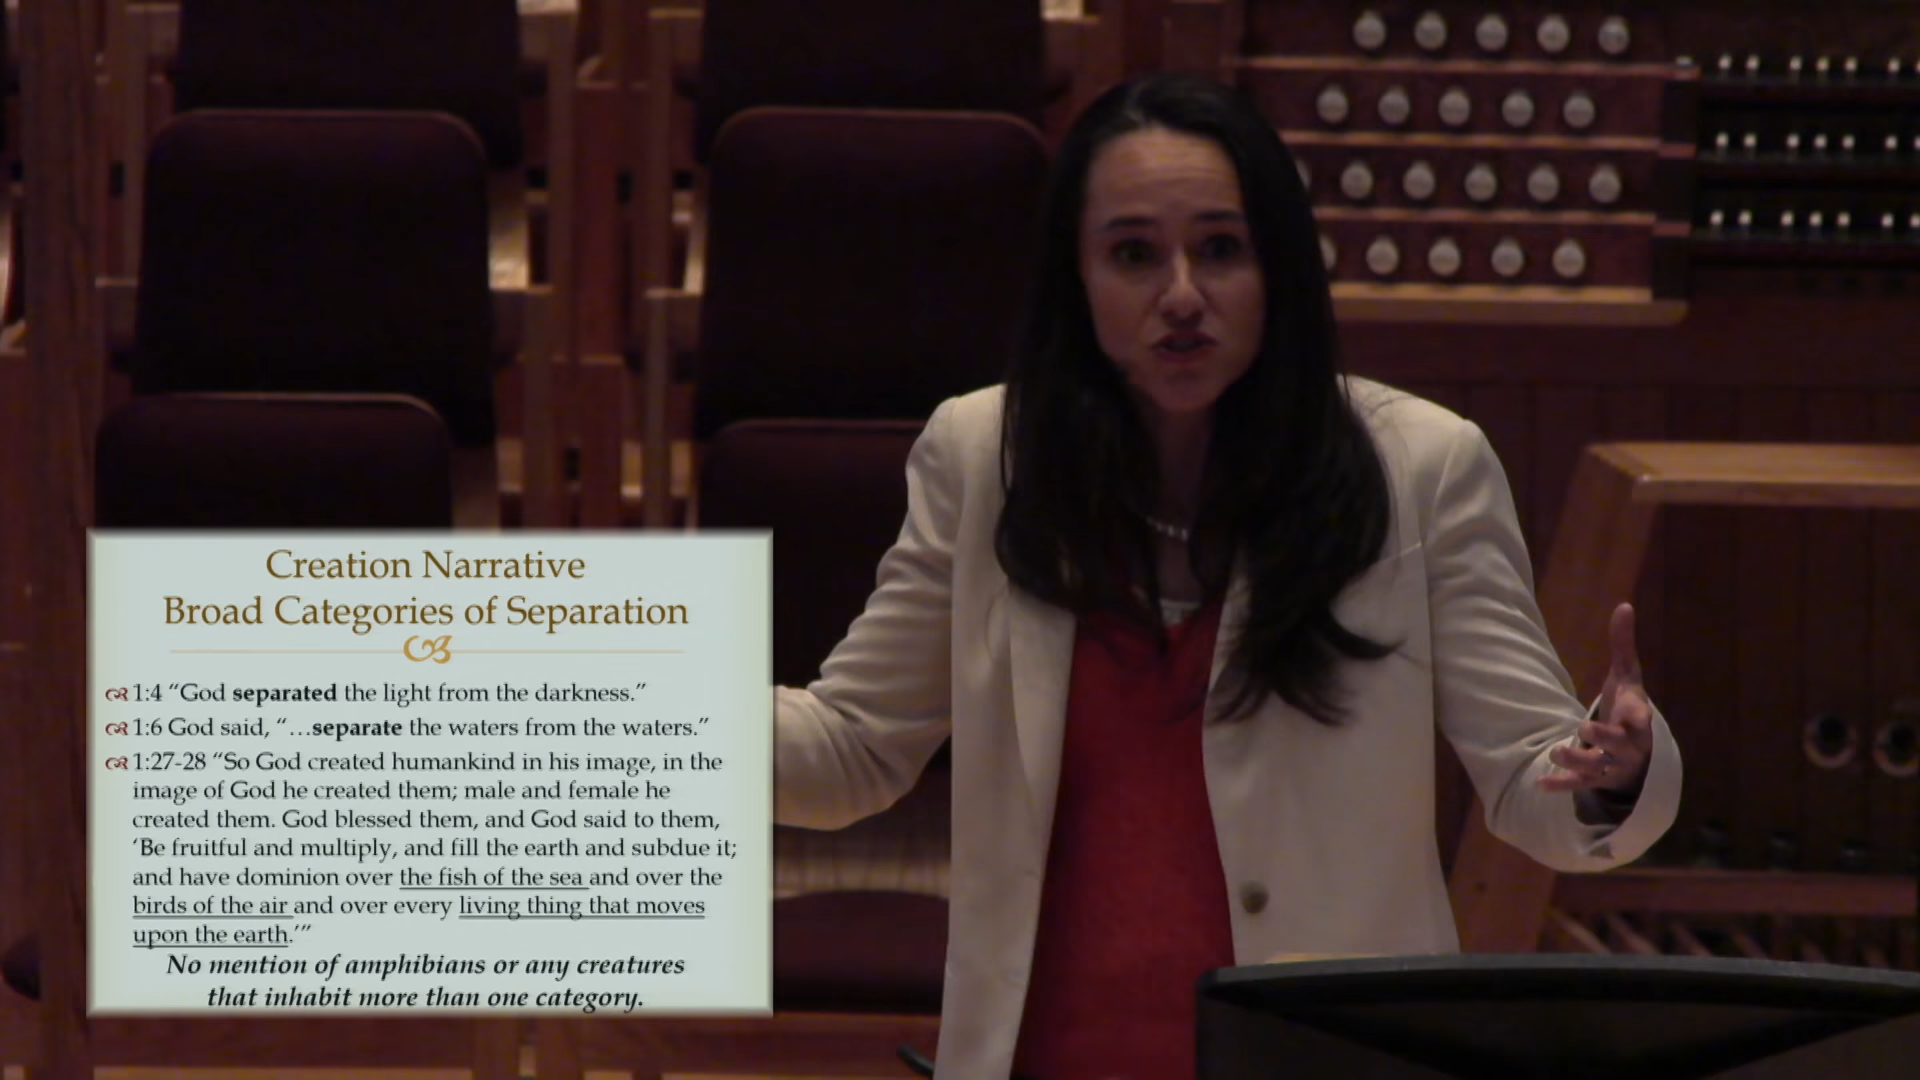 Creation Narrative
Broad Categories of Separation
1:4 “God separated the light from the darkness.”
1:6 God said, “…separate the waters from the waters.”
1:27-28 “So God created humankind in his image, in the
image of God he created them; male and female he
created them. God blessed them, and God said to them,
‘Be fruitful and multiply, and fill the earth and subdue it;
and have dominion over the fish of the sea and over the
birds of the air and over every living thing that moves
upon the earth.’”
No mention of amphibians or any creatures
that inhabit more than one category.